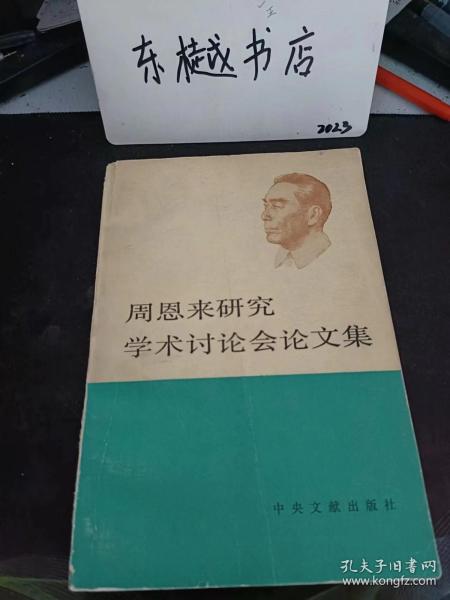 东樾书店
2023
周恩来研究
学术讨论会论文集
中央文献出版社
孔夫子旧书网
www.kongfz.com